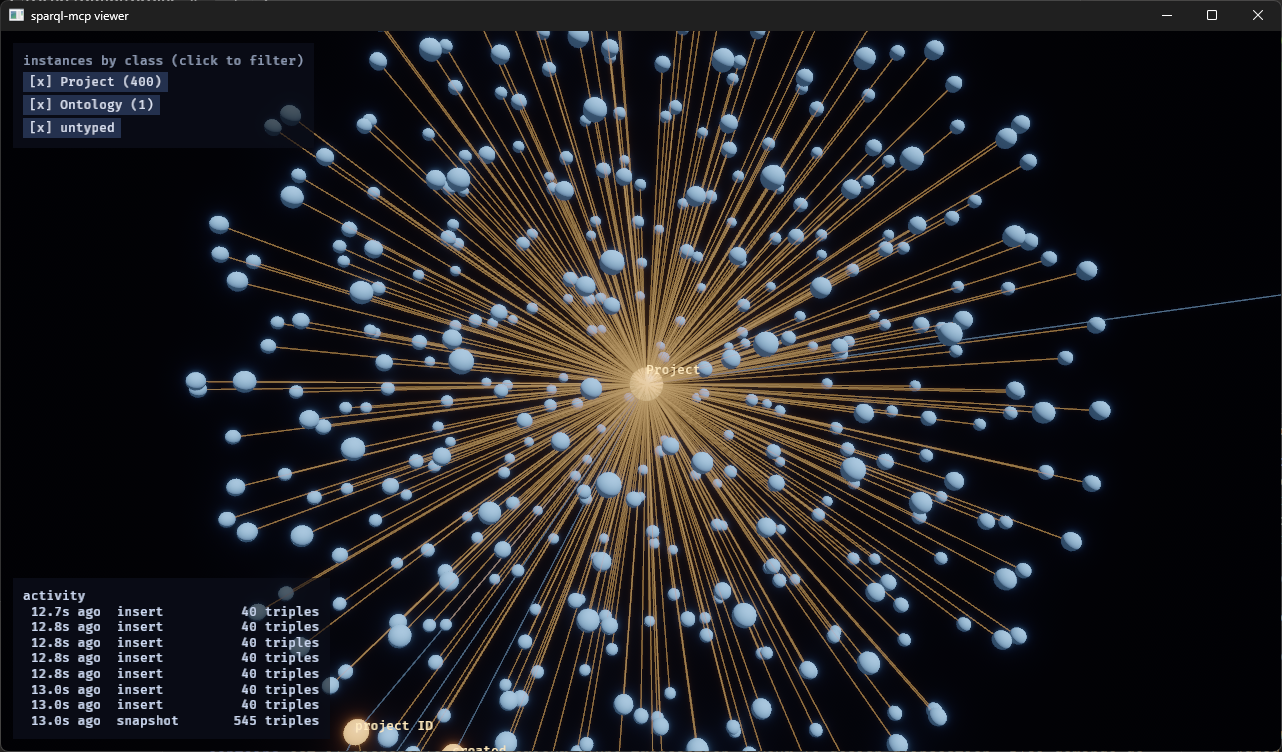 sparql-mcp viewer
instances by class (click to filter)
[x] Project (400)
[x] Ontology (1)
[x] untyped
Project
activity
12.7s ago insert 40 triples
12.8s ago insert 40 triples
12.8s ago insert 40 triples
12.8s ago insert 40 triples
12.8s ago insert 40 triples
13.0s ago insert 40 triples
13.0s ago insert 40 triples
13.0s ago snapshot 545 triples
project ID
created